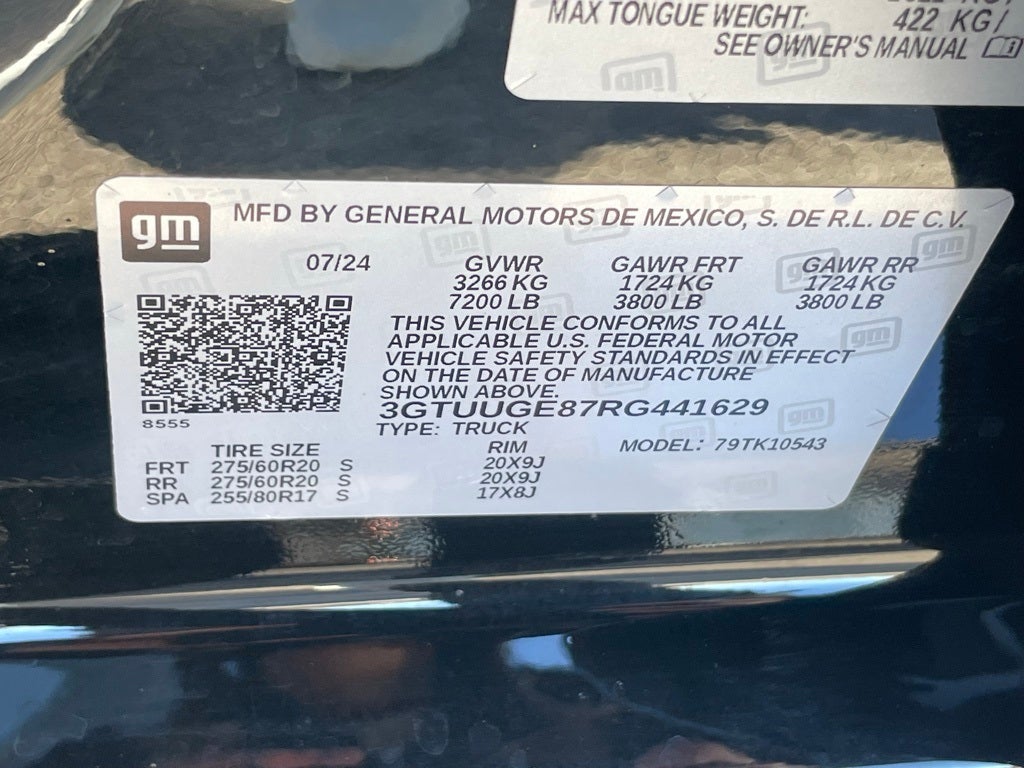 MAX TONGUE WEIGHT: 422 KG/
SEE OWNER'S MANUAL
gm MFD BY GENERAL MOTORS DE MEXICO, S. DE R.L. DE C.V.
07/24 GVWR GAWR FRT GAWR RR
3266 KG 1724 KG 1724 KG
7200 LB 3800 LB 3800 LB
THIS VEHICLE CONFORMS TO ALL
APPLICABLE U.S. FEDERAL MOTOR
VEHICLE SAFETY STANDARDS IN EFFECT
ON THE DATE OF MANUFACTURE
SHOWN ABOVE.
3GTUUGE87RG441629
8555
TYPE: TRUCK MODEL: 79TK10543
TIRE SIZE RIM
FRT 275/60R20 S 20X9J
RR 275/60R20 S 20X9J
SPA 255/80R17 S 17X8J